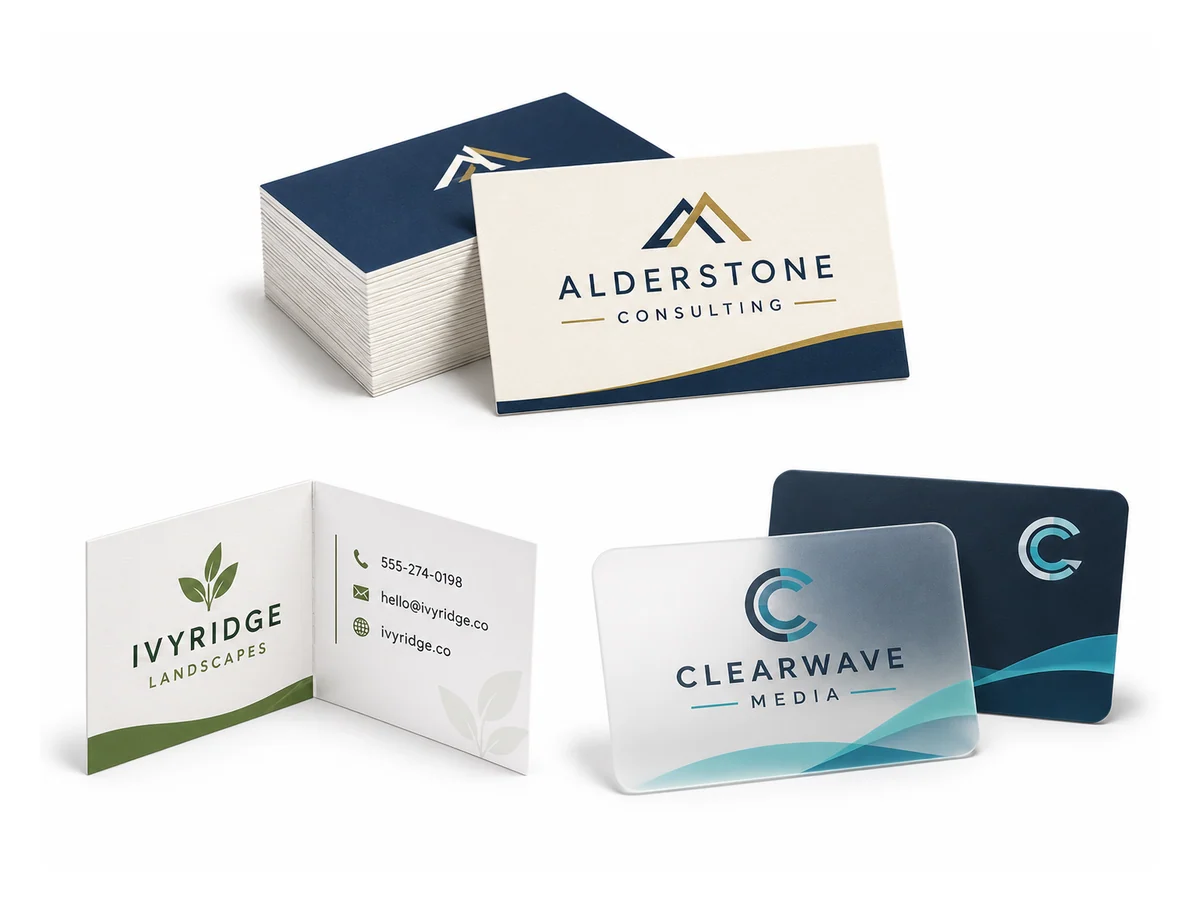 ALDERSTONE
CONSULTING
IVYRIDGE
LANDSCAPES
555-274-0198
hello@ivyridge.co
ivyridge.co
CLEARWAVE
MEDIA